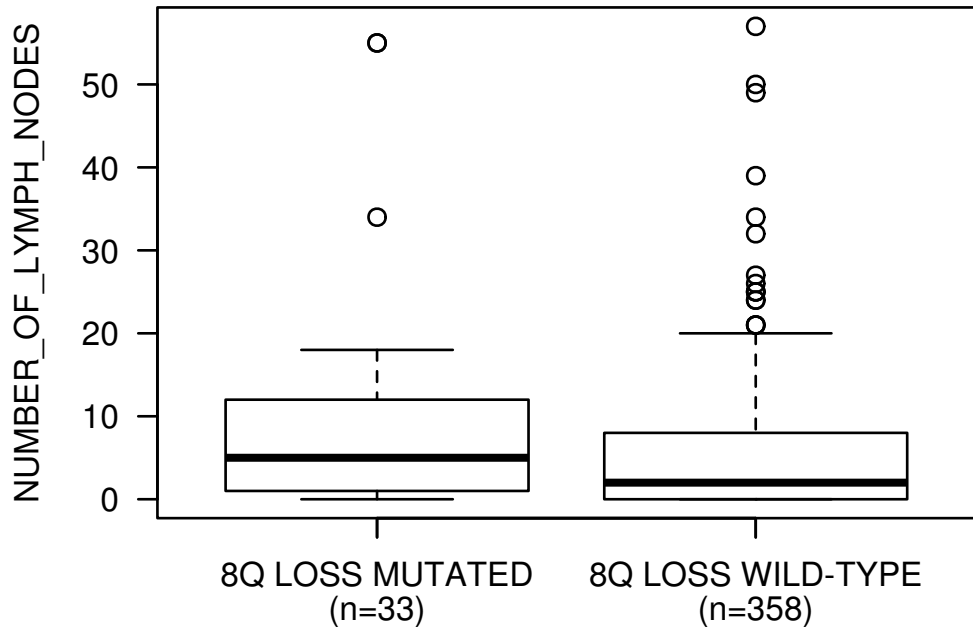 NUMBER_OF_LYMPH_NODES
50
40
30
20
10
0
8Q LOSS MUTATED
(n=33)
8Q LOSS WILD-TYPE
(n=358)